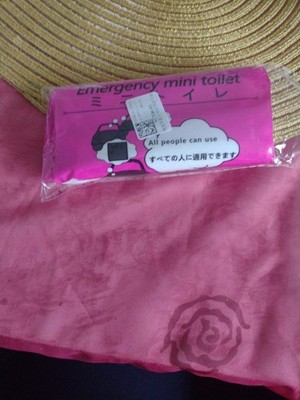 Emergency mini toilet
ミ イレ
All people can use
すべての人に適用できます